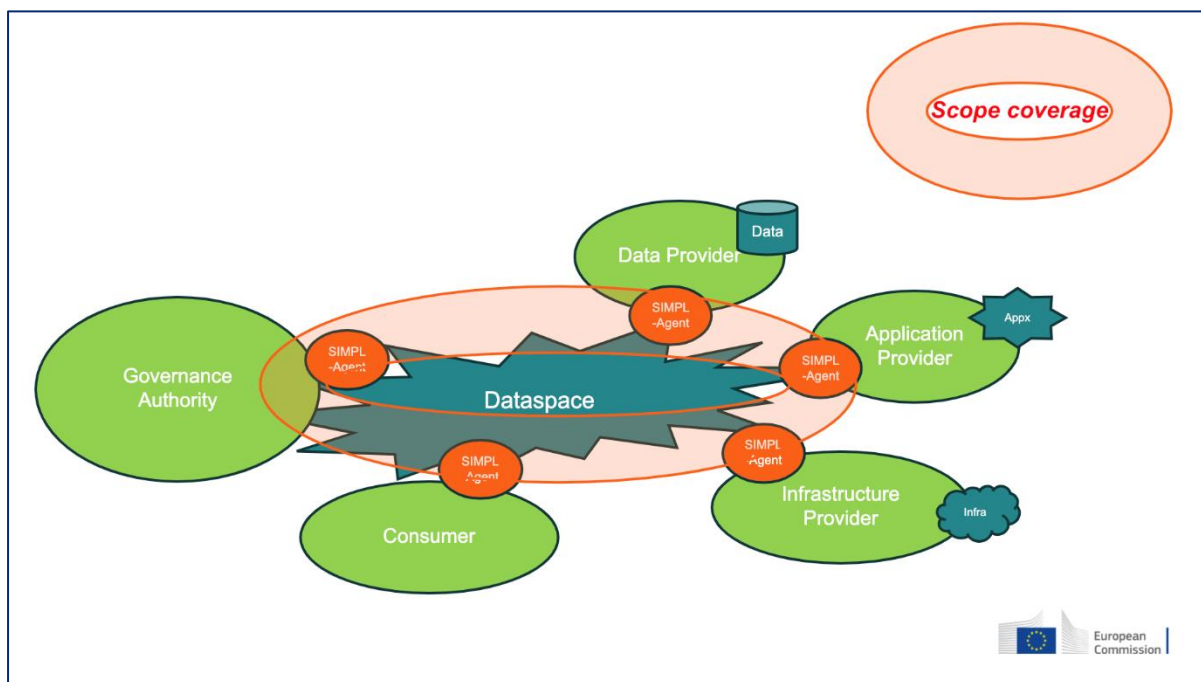 Scope coverage
Data
Data Provider
SIMPL
-Agent
Appx
Application
Provider
SIMPL
-Agent
SIMPL
-Agent
Governance
Authority
Dataspace
SIMPL
-Agent
SIMPL
-Agent
Infrastructure
Provider
Infra
Consumer
European
Commission